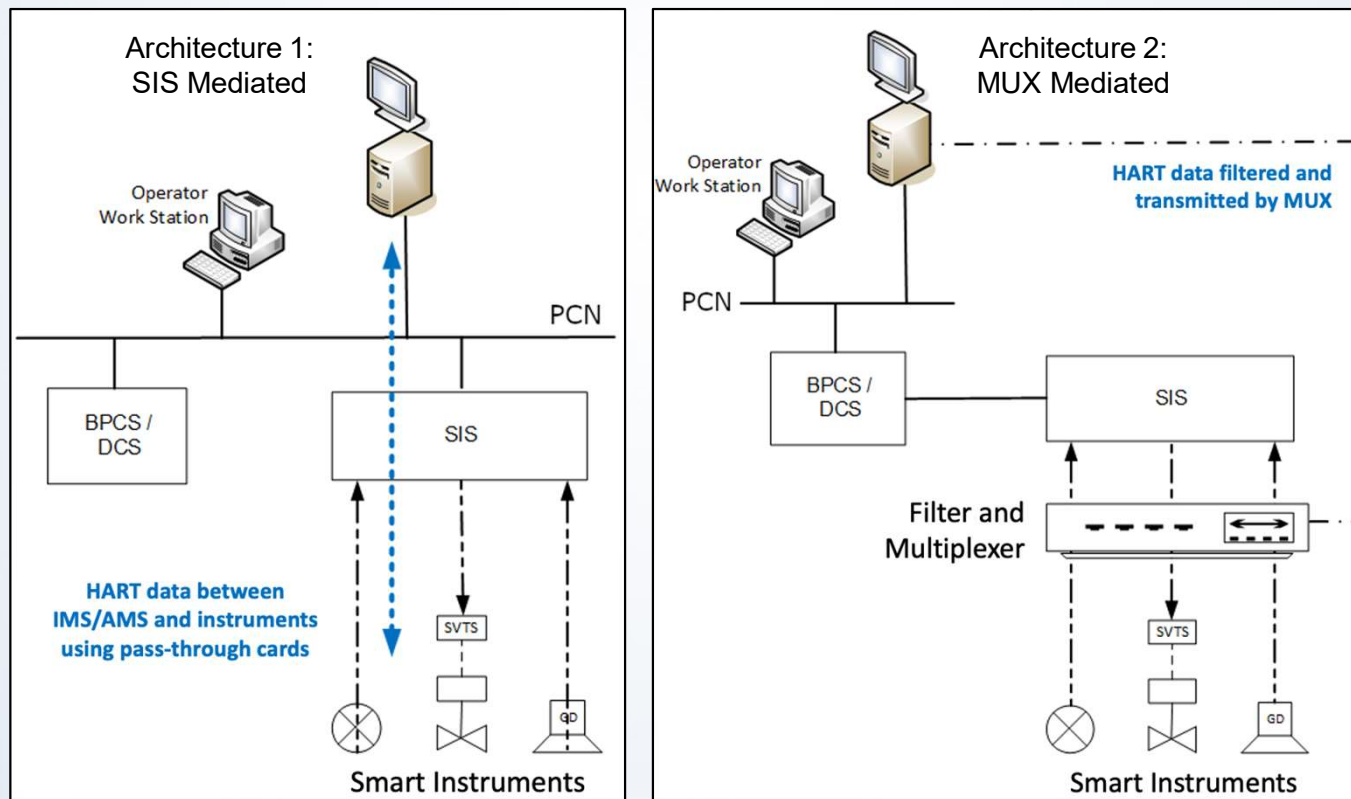 Architecture 1:
SIS Mediated
Operator
Work Station
PCN
BPCS /
DCS
SIS
HART data between
IMS/AMS and instruments
using pass-through cards
SVTS
GD
Smart Instruments
Architecture 2:
MUX Mediated
Operator
Work Station
HART data filtered and
transmitted by MUX
PCN
BPCS /
DCS
SIS
Filter and
Multiplexer
SVTS
GD
Smart Instruments